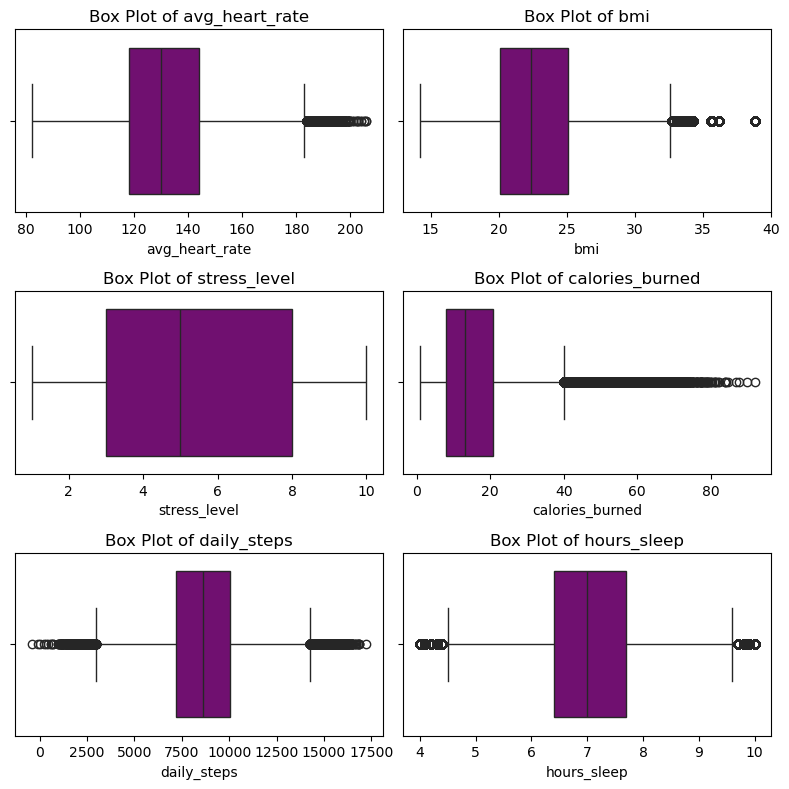 Box Plot of avg_heart_rate
80 100 120 140 160 180 200
avg_heart_rate
Box Plot of bmi
15 20 25 30 35 40
bmi
Box Plot of stress_level
2 4 6 8 10
stress_level
Box Plot of calories_burned
0 20 40 60 80
calories_burned
Box Plot of daily_steps
0 2500 5000 7500 10000 12500 15000 17500
daily_steps
Box Plot of hours_sleep
4 5 6 7 8 9 10
hours_sleep